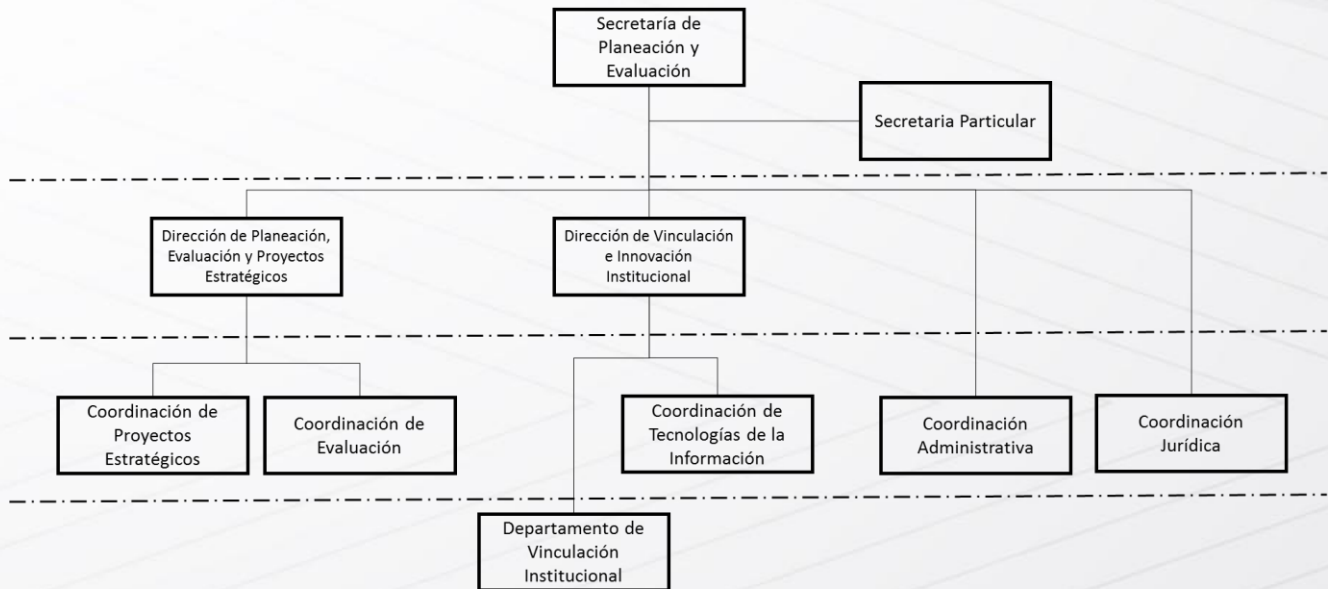 Secretaría de
Planeación y
Evaluación
Secretaria Particular
Dirección de Planeación,
Evaluación y Proyectos
Estratégicos
Dirección de Vinculación
e Innovación
Institucional
Coordinación de
Proyectos
Estratégicos
Coordinación de
Evaluación
Coordinación de
Tecnologías de la
Información
Coordinación
Administrativa
Coordinación
Jurídica
Departamento de
Vinculación
Institucional